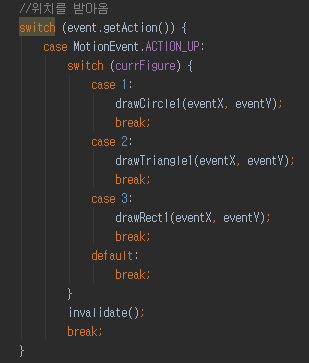 //위치를 받아옴
switch (event.getAction()) {
    case MotionEvent.ACTION_UP:
        switch (currFigure) {
            case 1:
                drawCircle1(eventX, eventY);
                break;
            case 2:
                drawTriangle1(eventX, eventY);
                break;
            case 3:
                drawRect1(eventX, eventY);
                break;
            default:
                break;
        }
        invalidate();
        break;
}